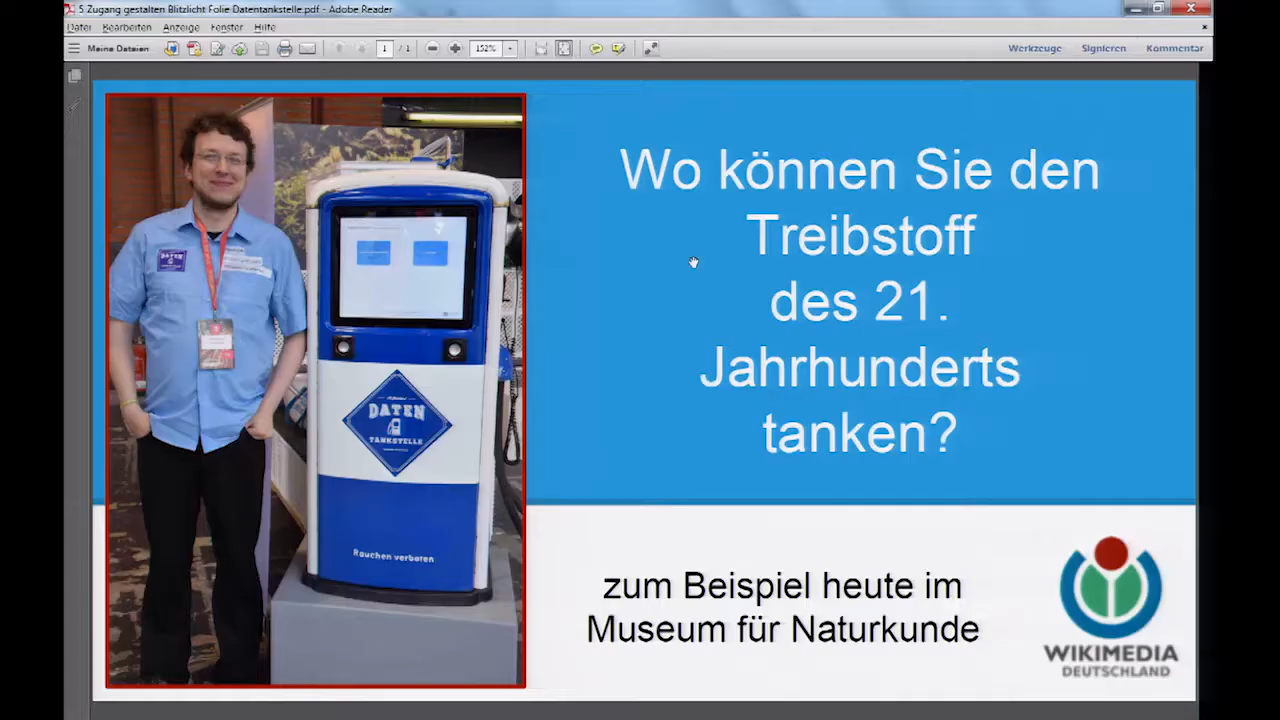 5 Zugang gestalten Blitzlicht Folie Datentankstelle.pdf - Adobe Reader
Datei Bearbeiten Anzeige Fenster Hilfe
Meine Dateien
1 / 1
152%
Werkzeuge Signieren Kommentar
Wo können Sie den
Treibstoff
des 21.
Jahrhunderts
tanken?
DATEN
DATEN
TANKSTELLE
Rauchen verboten
zum Beispiel heute im
Museum für Naturkunde
WIKIMEDIA
DEUTSCHLAND